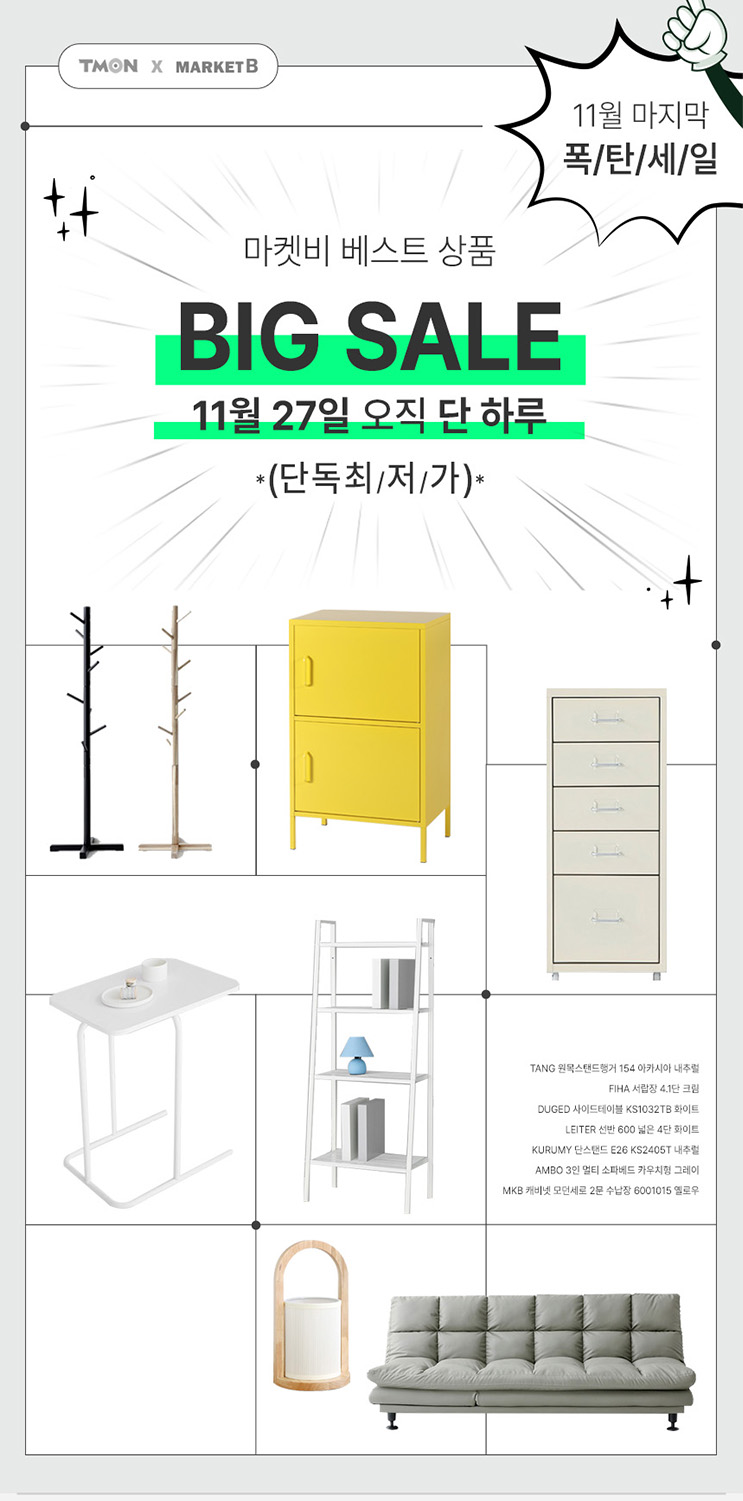 TMON X MARKETB
11월 마지막
폭/탄/세/일
마켓비 베스트 상품
BIG SALE
11월 27일 오직 단 하루
*(단독최/저/가)*
TANG 원목스탠드행거 154 아카시아 내추럴
FIHA 서랍장 4.1단 크림
DUGED 사이드테이블 KS1032TB 화이트
LEITER 선반 600 넓은 4단 화이트
KURUMY 단스탠드 E26 KS2405T 내추럴
AMBO 3인 멀티 소파베드 카우치형 그레이
MKB 캐비넷 모던세로 2문 수납장 6001015 옐로우